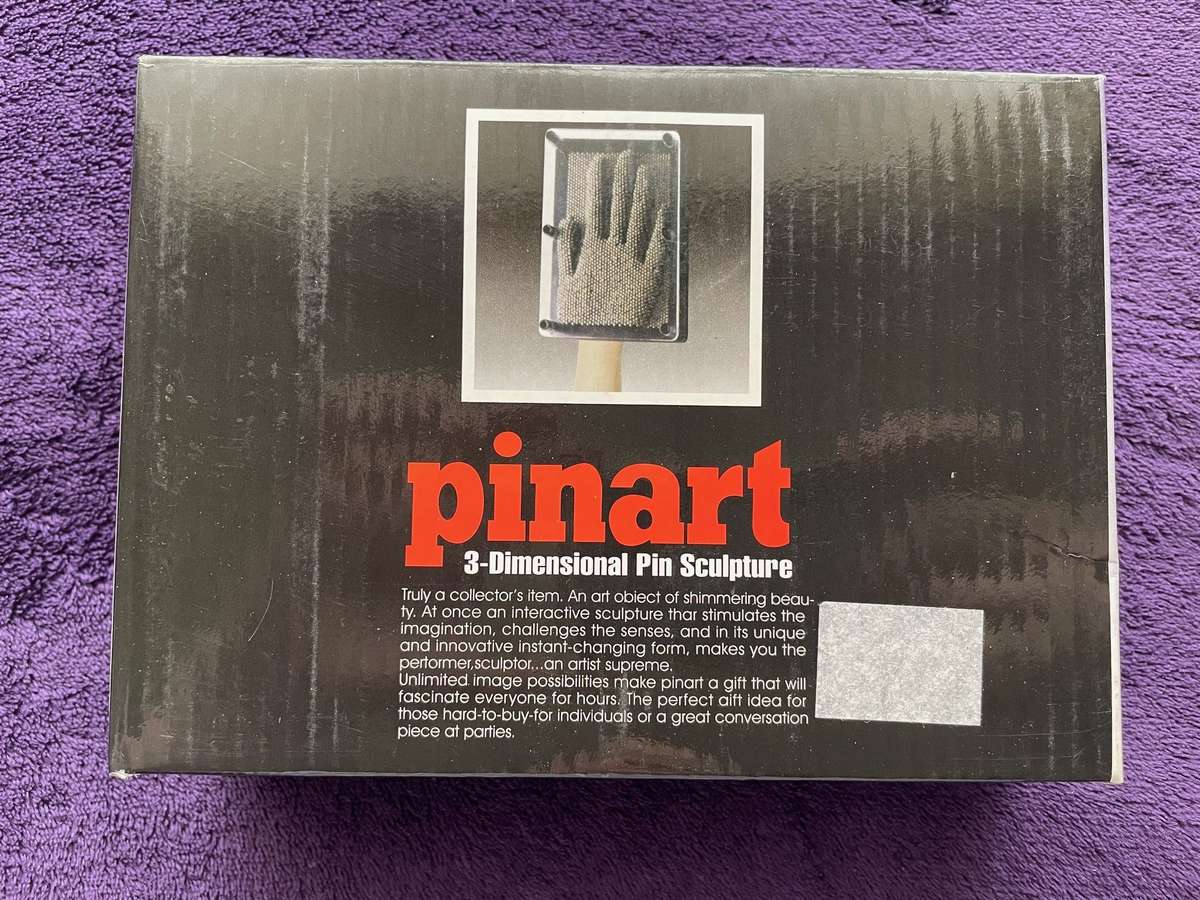 pinart
3-Dimensional Pin Sculpture
Truly a collector's item. An art obiect of shimmering beau-
ty. At once an interactive sculpture thar stimulates the
imagination, challenges the senses, and in its unique
and innovative instant-changing form, makes you the
pertormer,sculptor...an artist supreme.
Unlimited image possibilities make pinart a gift that will
fascinate everyone for hours. The perfect aift idea for
those hard-to-buy-for individuals or a great conversation
piece at parties.